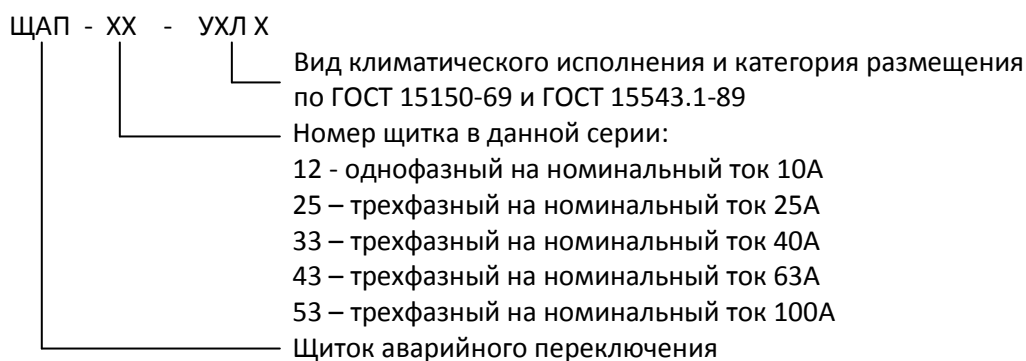 ЩАП - ХХ - УХЛ Х
Вид климатического исполнения и категория размещения
по ГОСТ 15150-69 и ГОСТ 15543.1-89
Номер щитка в данной серии:
12 - однофазный на номинальный ток 10А
25 – трехфазный на номинальный ток 25А
33 – трехфазный на номинальный ток 40А
43 – трехфазный на номинальный ток 63А
53 – трехфазный на номинальный ток 100А
Щиток аварийного переключения